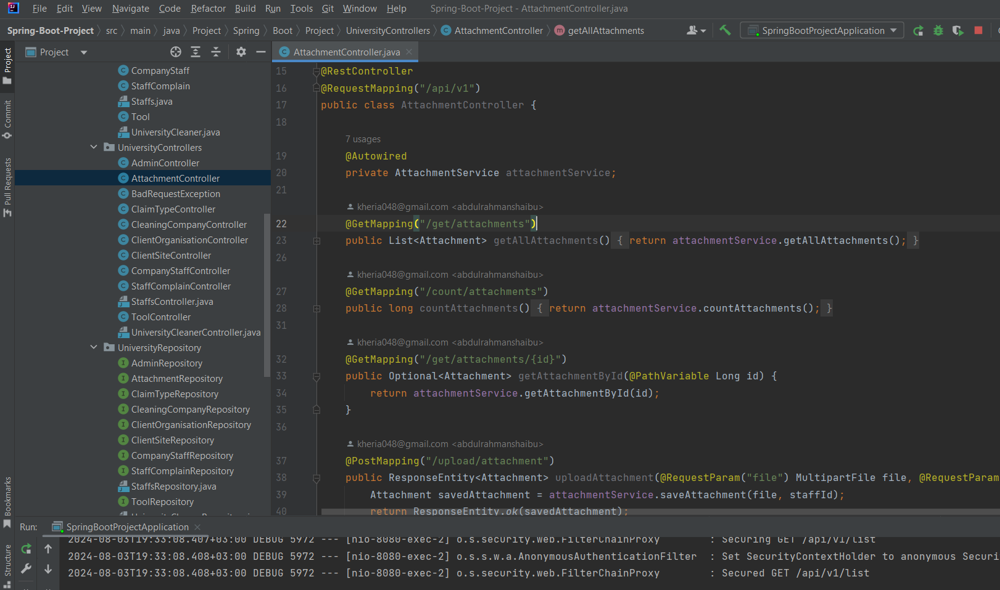 File Edit View Navigate Code Refactor Build Run Tools Git Window Help Spring-Boot-Project - AttachmentController.java
Spring-Boot-Project src main java Project Spring Boot Project UniversityControllers AttachmentController getAllAttachments SpringBootProjectApplication
Project
Commit
Pull Requests
Bookmarks
Structure
Project
CompanyStaff
StaffComplain
Staffs.java
Tool
UniversityCleaner.java
UniversityControllers
AdminController
AttachmentController
BadRequestException
ClaimTypeController
CleaningCompanyController
ClientOrganisationController
ClientSiteController
CompanyStaffController
StaffComplainController
StaffsController.java
ToolController
UniversityCleanerController.java
UniversityRepository
AdminRepository
AttachmentRepository
ClaimTypeRepository
CleaningCompanyRepository
ClientOrganisationRepository
ClientSiteRepository
CompanyStaffRepository
StaffComplainRepository
StaffsRepository.java
ToolRepository
AttachmentController.java
15 @RestController
16 @RequestMapping("/api/v1")
17 public class AttachmentController {
18
7 usages
19 @Autowired
20 private AttachmentService attachmentService;
21
kheria048@gmail.com <abdulrahmanshaibu>
22 @GetMapping("/get/attachments")
23 public List<Attachment> getAllAttachments() { return attachmentService.getAllAttachments(); }
26
kheria048@gmail.com <abdulrahmanshaibu>
27 @GetMapping("/count/attachments")
28 public long countAttachments() { return attachmentService.countAttachments(); }
31
kheria048@gmail.com <abdulrahmanshaibu>
32 @GetMapping("/get/attachments/{id}")
33 public Optional<Attachment> getAttachmentById(@PathVariable Long id) {
34 return attachmentService.getAttachmentById(id);
35 }
36
kheria048@gmail.com <abdulrahmanshaibu>
37 @PostMapping("/upload/attachment")
38 public ResponseEntity<Attachment> uploadAttachment(@RequestParam("file") MultipartFile file, @RequestParam
39 Attachment savedAttachment = attachmentService.saveAttachment(file, staffId);
40 return ResponseEntity.ok(savedAttachment);
Run: SpringBootProjectApplication
2024-08-03T19:33:08.407+03:00 DEBUG 5972 --- [nio-8080-exec-2] o.s.security.web.FilterChainProxy : Securing GET /api/v1/list
2024-08-03T19:33:08.408+03:00 DEBUG 5972 --- [nio-8080-exec-2] o.s.s.w.a.AnonymousAuthenticationFilter : Set SecurityContextHolder to anonymous Securi
2024-08-03T19:33:08.408+03:00 DEBUG 5972 --- [nio-8080-exec-2] o.s.security.web.FilterChainProxy : Secured GET /api/v1/list